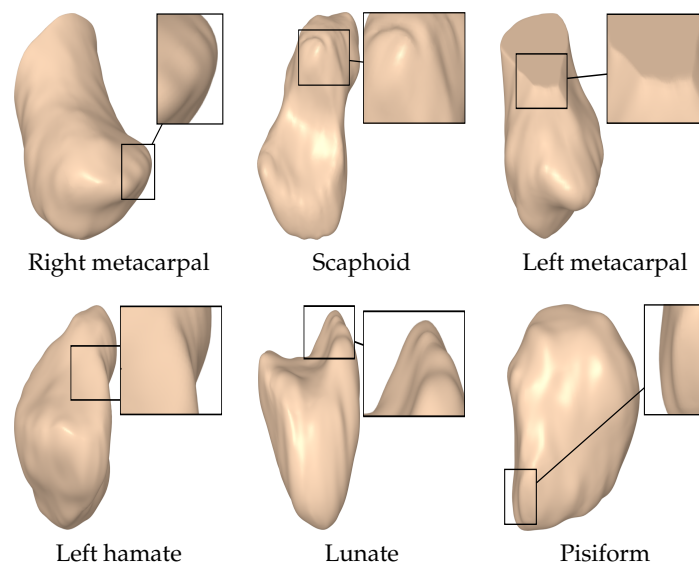 Right metacarpal
Scaphoid
Left metacarpal
Left hamate
Lunate
Pisiform